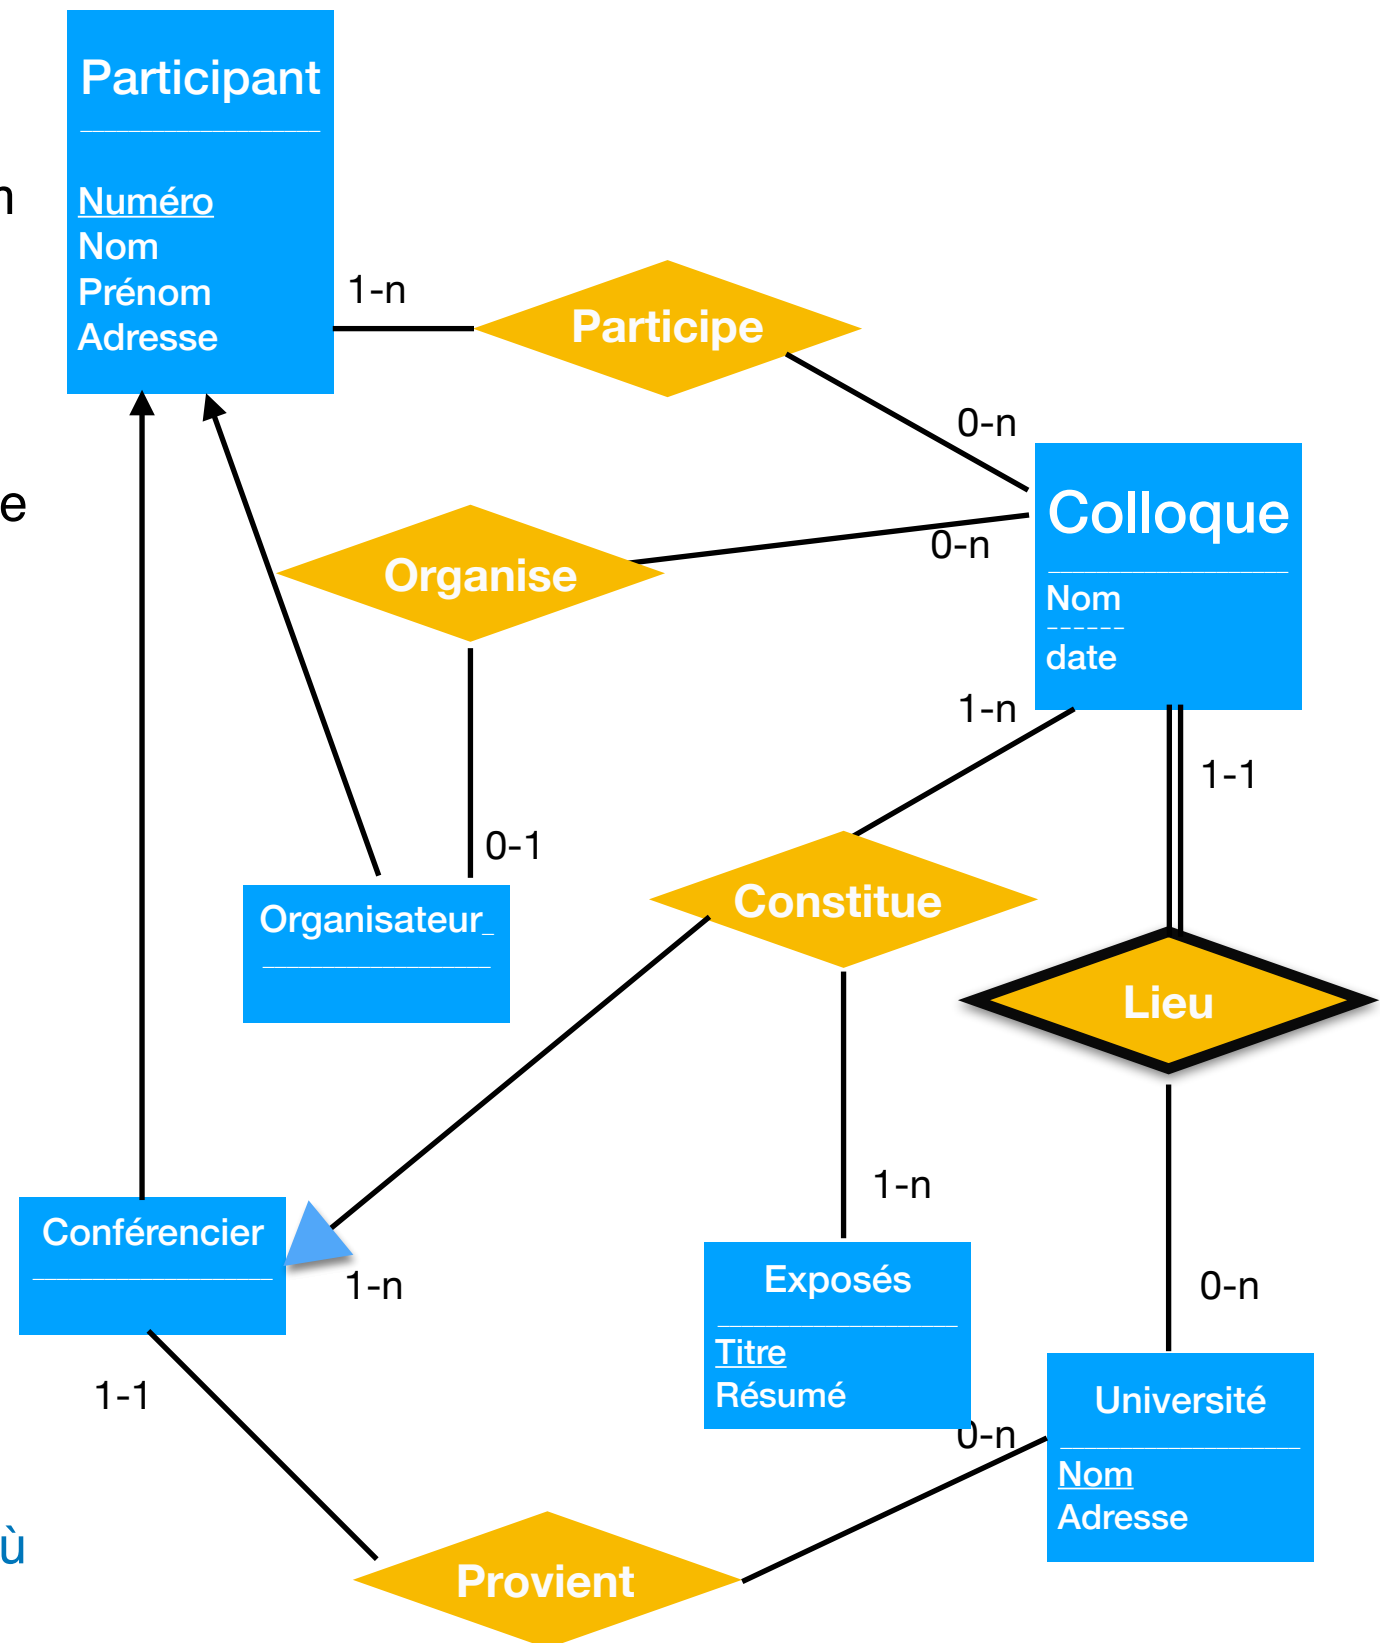 Participant
n
Numéro
Nom
Prénom
Adresse
1-n
Participe
0-n
e
Colloque
0-n
Organise
Nom
date
1-n
1-1
0-1
Organisateur_
Constitue
Lieu
1-n
Conférencier
1-n
Exposés
0-n
Titre
Résumé
1-1
Université
0-n
Nom
Adresse
ù
Provient